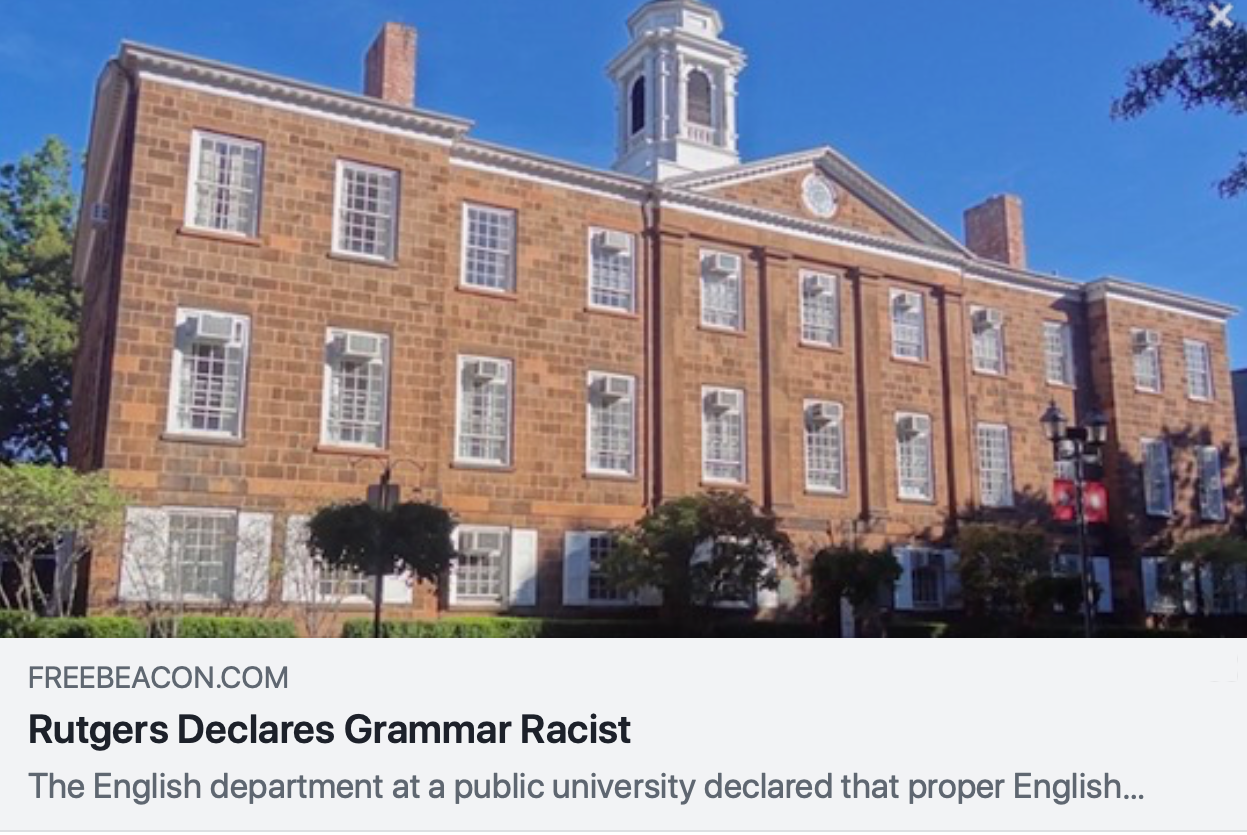 FREEBEACON.COM
Rutgers Declares Grammar Racist
The English department at a public university declared that proper English...